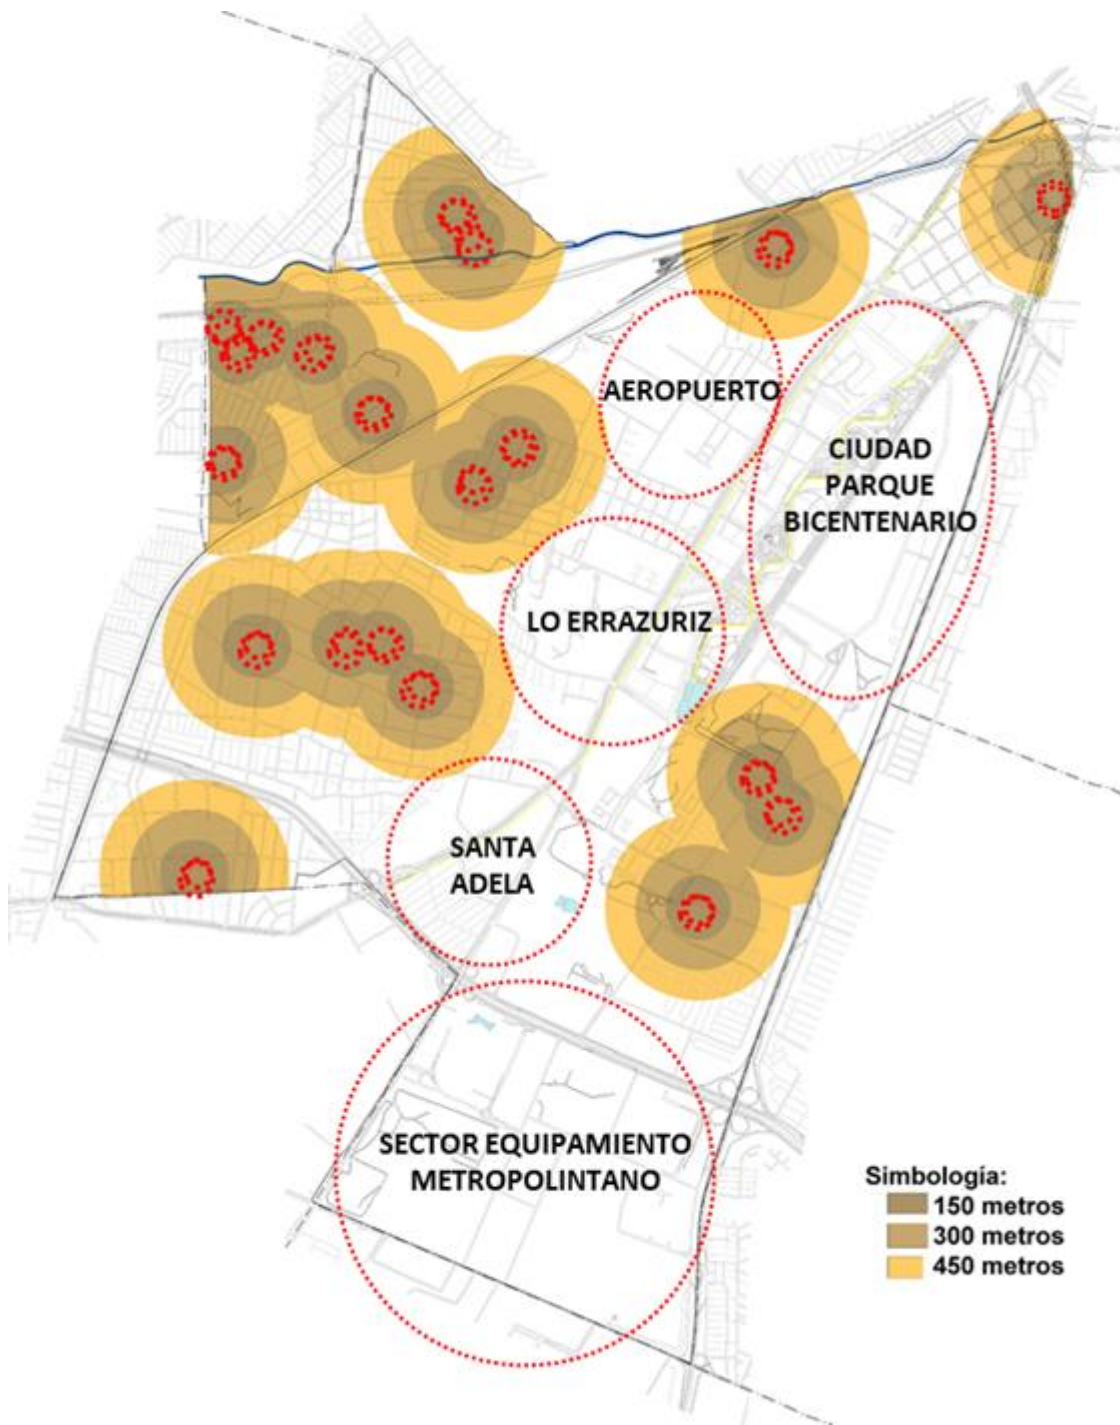 AEROPUERTO
CIUDAD
PARQUE
BICENTENARIO
LO ERRAZURIZ
SANTA
ADELA
SECTOR EQUIPAMIENTO
METROPOLINTANO
Simbología:
150 metros
300 metros
450 metros